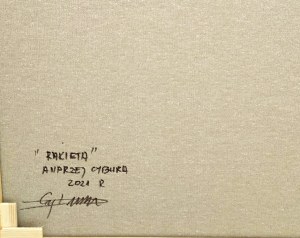 "RAKIETA"
ANDRZEJ CYBURA
2021 R